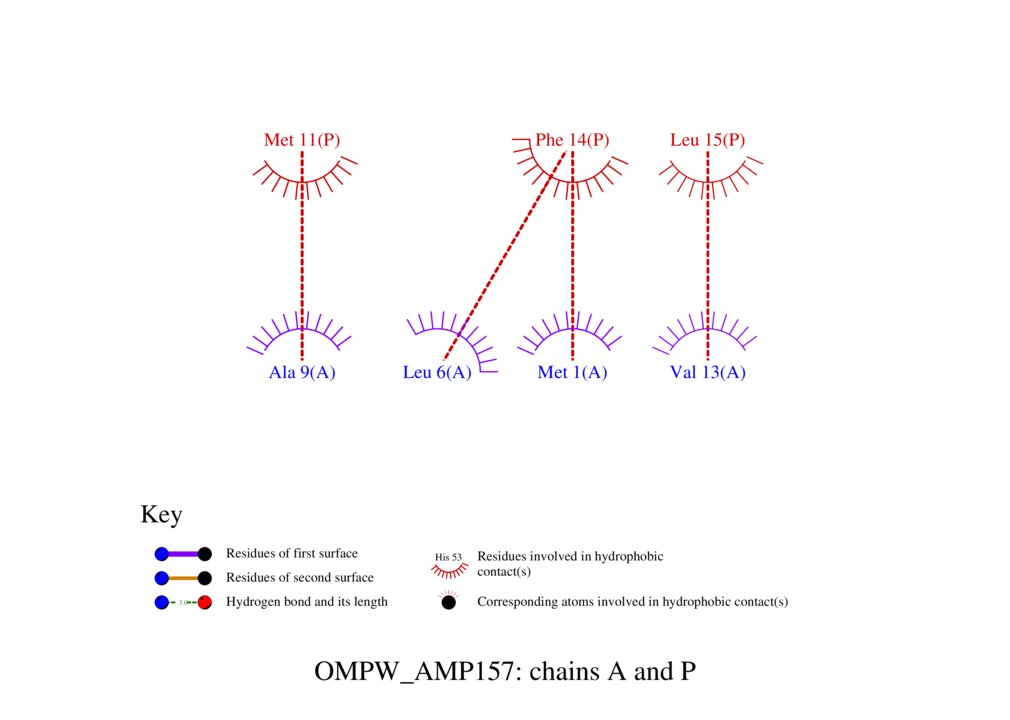 Met 11(P) Phe 14(P) Leu 15(P)
Ala 9(A) Leu 6(A) Met 1(A) Val 13(A)
Key
Residues of first surface
Residues of second surface
3.0 Hydrogen bond and its length
His 53 Residues involved in hydrophobic
contact(s)
Corresponding atoms involved in hydrophobic contact(s)
OMPW_AMP157: chains A and P